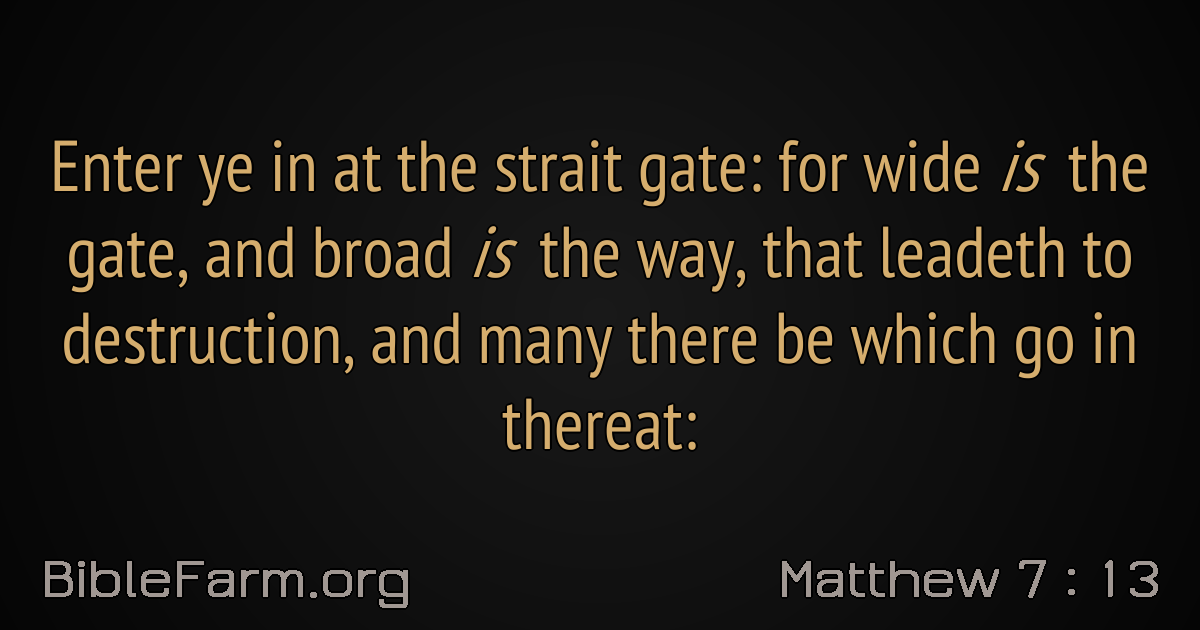 Enter ye in at the strait gate: for wide is the
gate, and broad is the way, that leadeth to
destruction, and many there be which go in
thereat:
BibleFarm.org
Matthew 7 : 13